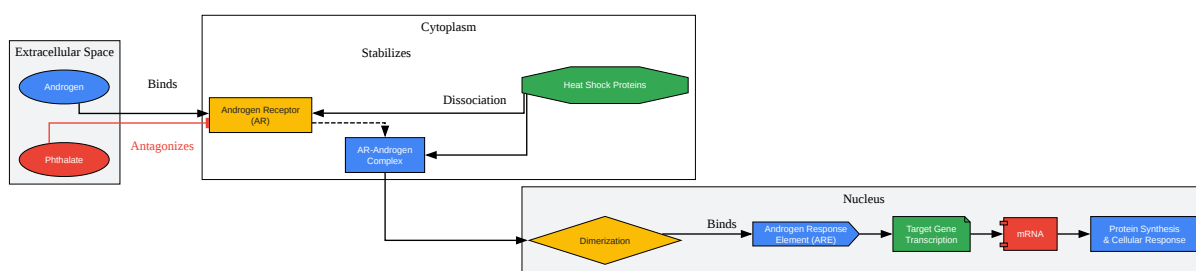 Cytoplasm
Extracellular Space
Stabilizes
Androgen
Binds
Heat Shock Proteins
Dissociation
Androgen Receptor
(AR)
Antagonizes
Phthalate
AR-Androgen
Complex
Nucleus
Dimerization
Binds
Androgen Response
Element (ARE)
Target Gene
Transcription
mRNA
Protein Synthesis
& Cellular Response